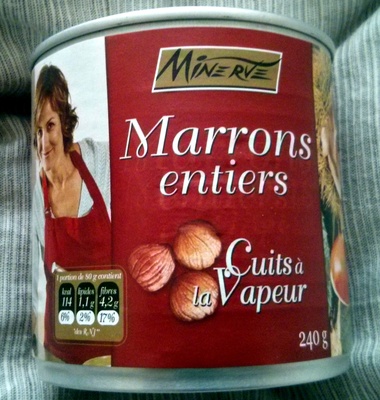 MINERVE
Marrons
entiers
Cuits à
la Vapeur
1 portion de 80 g contient
kcal lipides fibres
114 1,1 g 4,2 g
6% 2% 17%
240 g